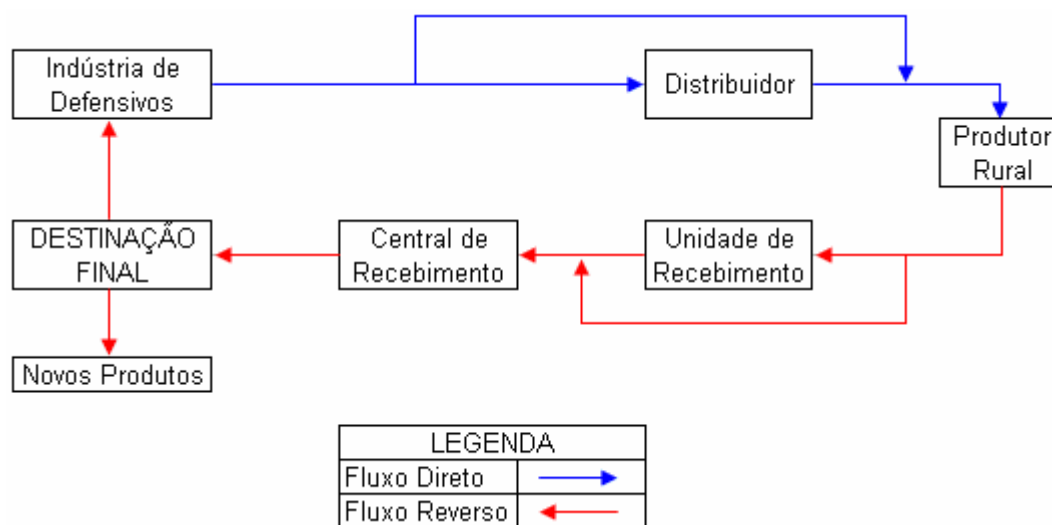 Indústria de
Defensivos
Distribuidor
Produtor
Rural
DESTINAÇÃO
FINAL
Central de
Recebimento
Unidade de
Recebimento
Novos Produtos
LEGENDA
Fluxo Direto
Fluxo Reverso